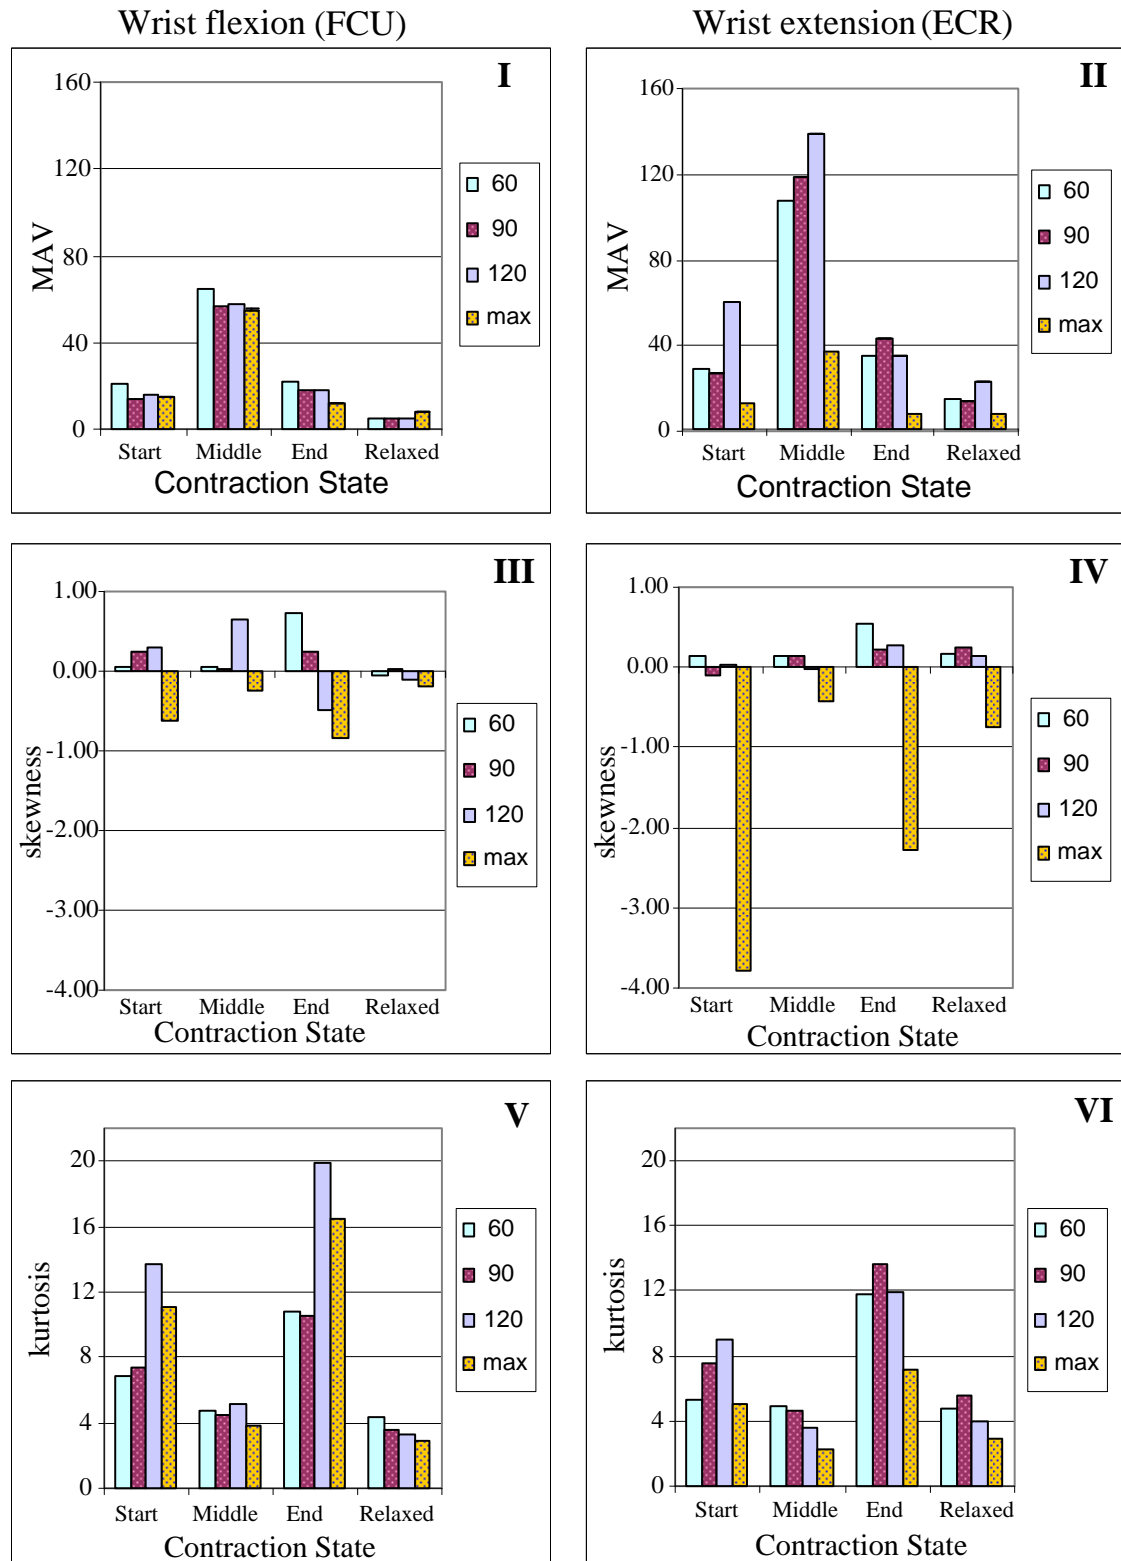 Wrist flexion (FCU)
Wrist extension (ECR)
I
160
120
80
40
0
MAV
Start Middle End Relaxed
Contraction State
60
90
120
max
II
160
120
80
40
0
MAV
Start Middle End Relaxed
Contraction State
60
90
120
max
III
1.00
0.00
-1.00
-2.00
-3.00
-4.00
skewness
Start Middle End Relaxed
Contraction State
60
90
120
max
IV
1.00
0.00
-1.00
-2.00
-3.00
-4.00
skewness
Start Middle End Relaxed
Contraction State
60
90
120
max
V
20
16
12
8
4
0
kurtosis
Start Middle End Relaxed
Contraction State
60
90
120
max
VI
20
16
12
8
4
0
kurtosis
Start Middle End Relaxed
Contraction State
60
90
120
max